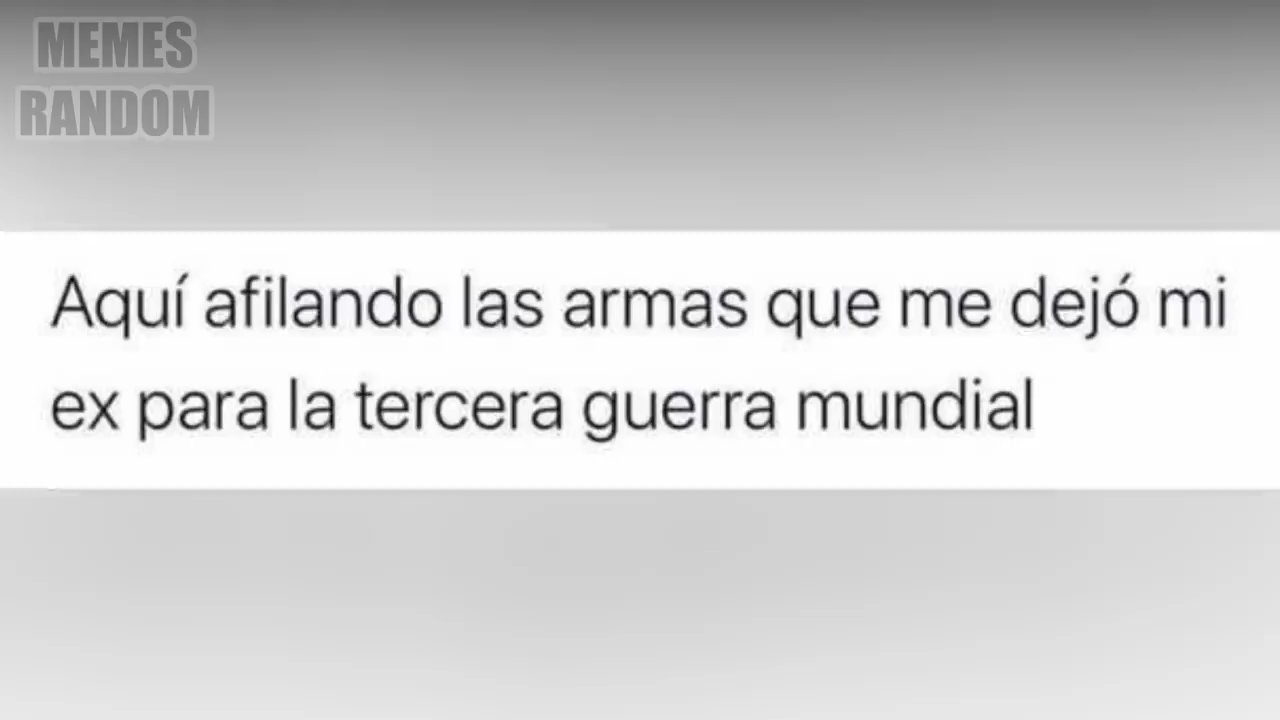 MEMES
RANDOM
Aquí afilando las armas que me dejó mi
ex para la tercera guerra mundial